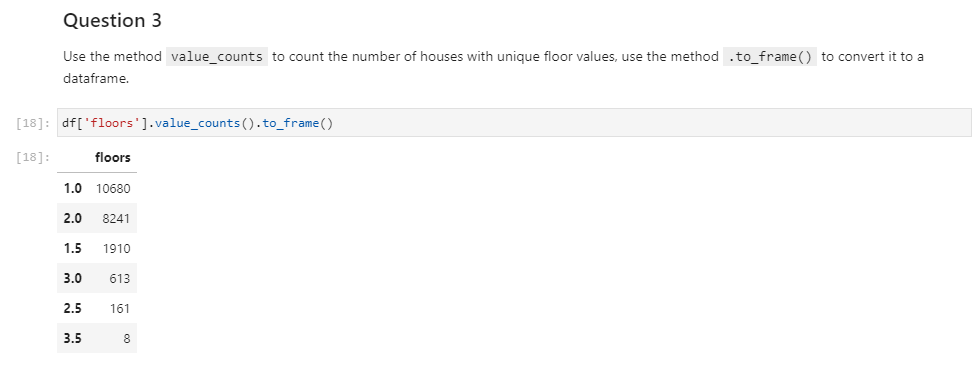 Question 3
Use the method value_counts to count the number of houses with unique floor values, use the method .to_frame() to convert it to a
dataframe.
[18]: df['floors'].value_counts().to_frame()
[18]: floors
1.0 10680
2.0 8241
1.5 1910
3.0 613
2.5 161
3.5 8